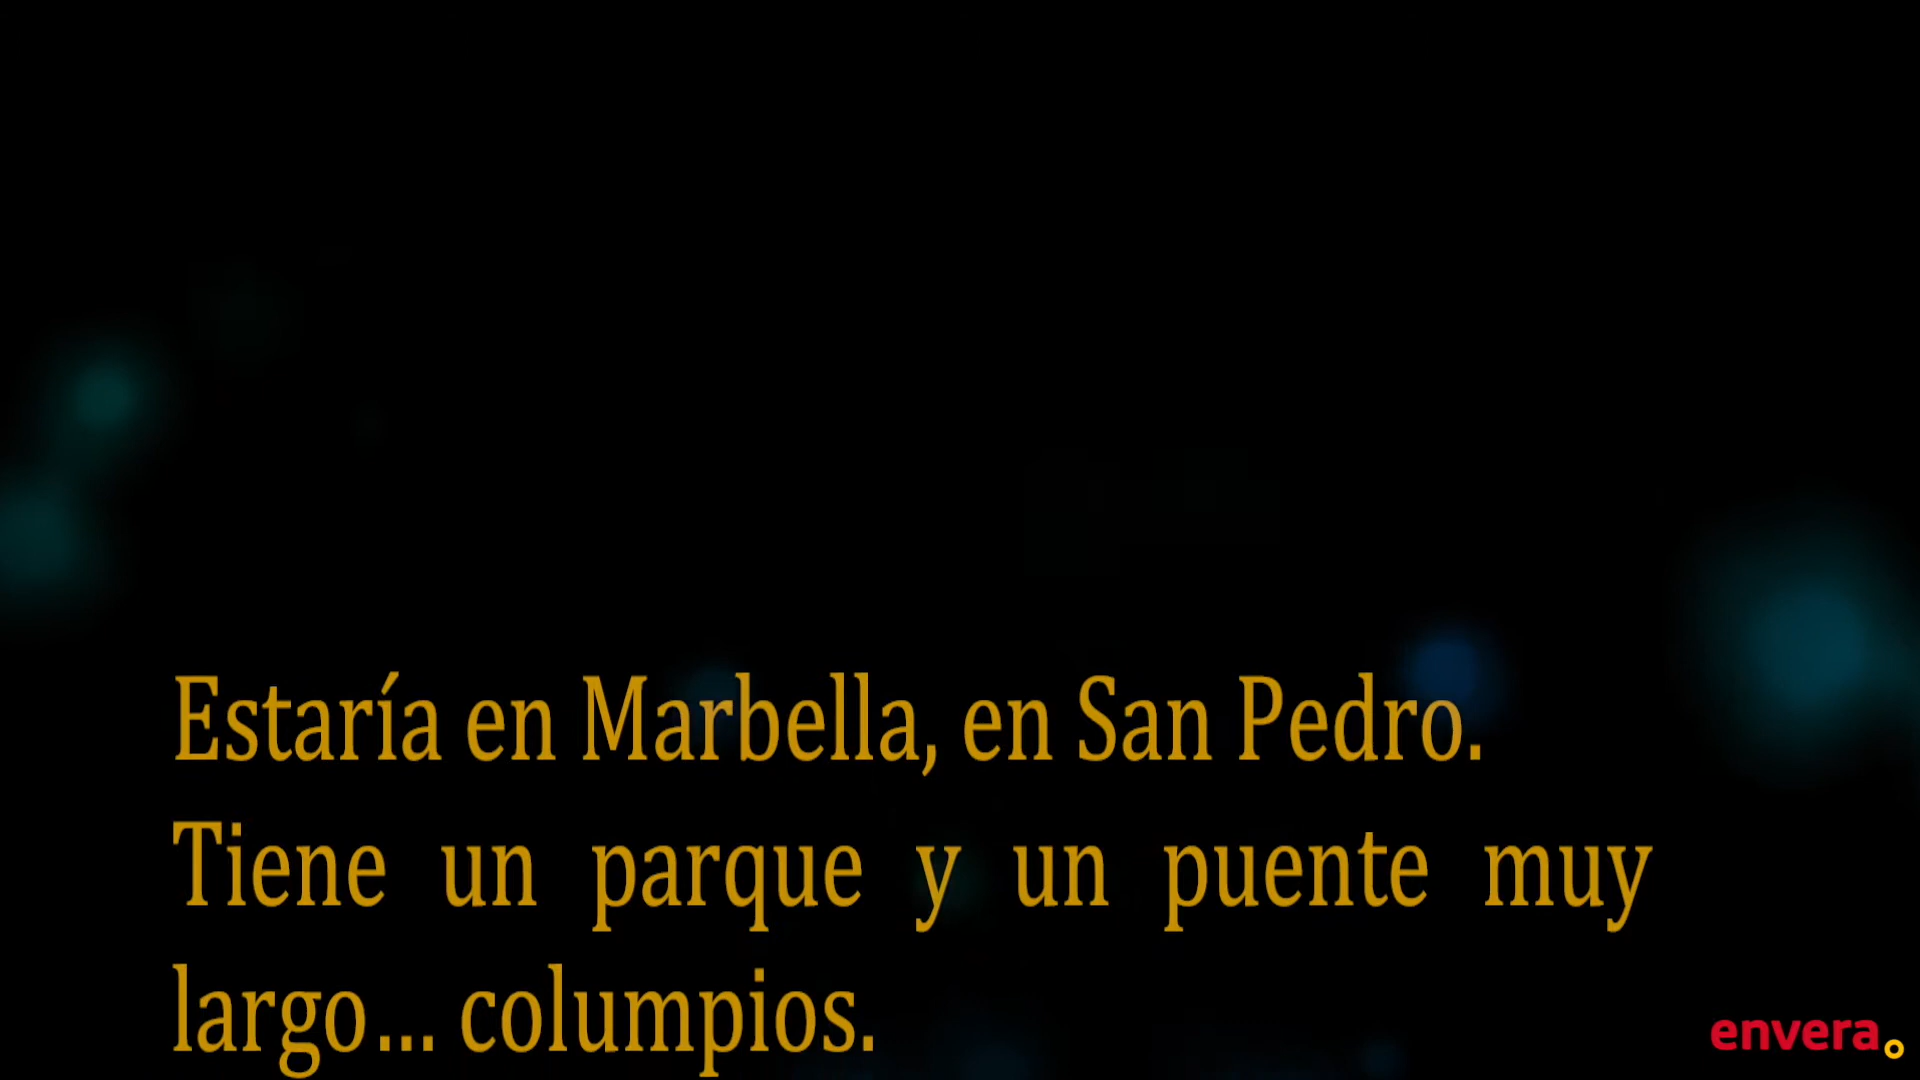 Estaría en Marbella, en San Pedro.
Tiene un parque y un puente muy
largo... columpios.
envera